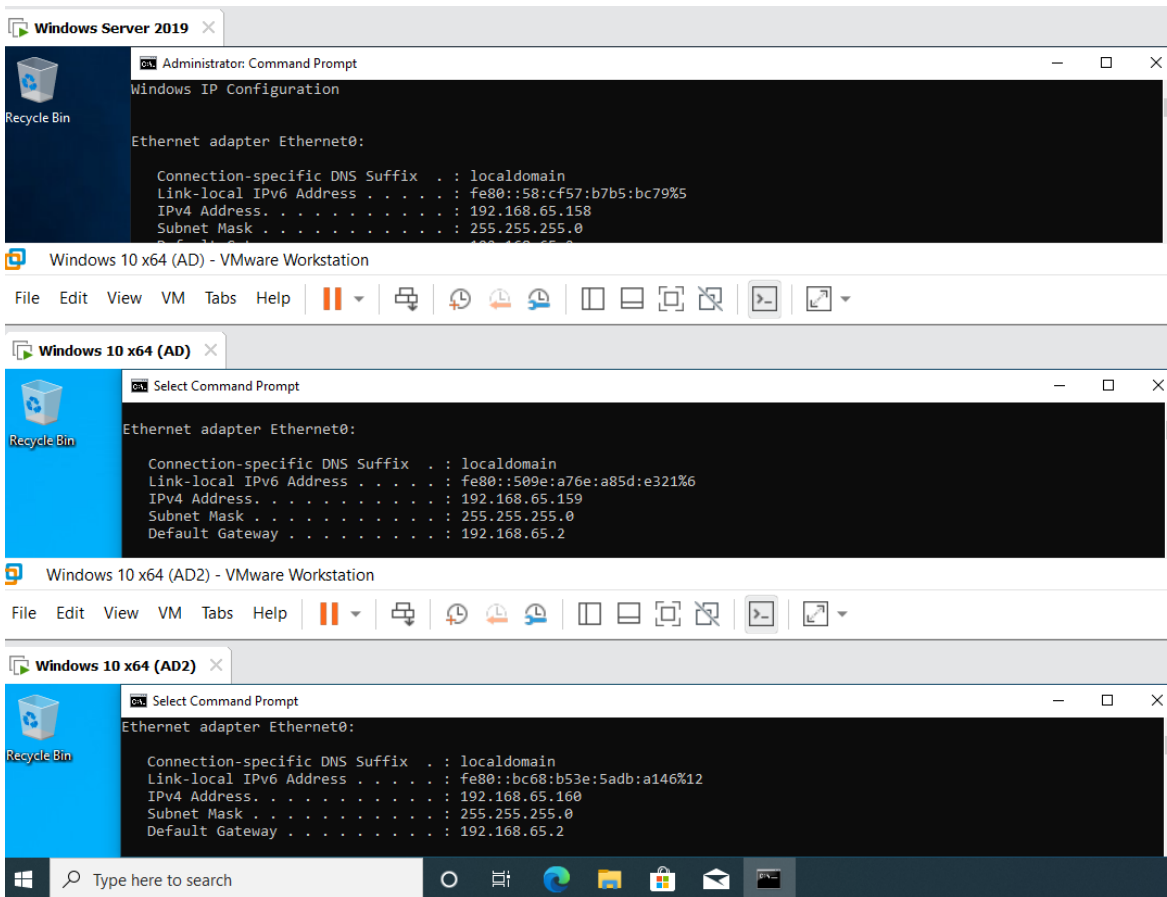 Windows Server 2019
Administrator: Command Prompt
Windows IP Configuration
Recycle Bin
Ethernet adapter Ethernet0:
Connection-specific DNS Suffix . : localdomain
Link-local IPv6 Address . . . . . : fe80::58:cf57:b7b5:bc79%5
IPv4 Address. . . . . . . . . . . : 192.168.65.158
Subnet Mask . . . . . . . . . . . : 255.255.255.0
Windows 10 x64 (AD) - VMware Workstation
File Edit View VM Tabs Help
Windows 10 x64 (AD)
Select Command Prompt
Recycle Bin
Ethernet adapter Ethernet0:
Connection-specific DNS Suffix . : localdomain
Link-local IPv6 Address . . . . . : fe80::509e:a76e:a85d:e321%6
IPv4 Address. . . . . . . . . . . : 192.168.65.159
Subnet Mask . . . . . . . . . . . : 255.255.255.0
Default Gateway . . . . . . . . . : 192.168.65.2
Windows 10 x64 (AD2) - VMware Workstation
File Edit View VM Tabs Help
Windows 10 x64 (AD2)
Select Command Prompt
Recycle Bin
Ethernet adapter Ethernet0:
Connection-specific DNS Suffix . : localdomain
Link-local IPv6 Address . . . . . : fe80::bc68:b53e:5adb:a146%12
IPv4 Address. . . . . . . . . . . : 192.168.65.160
Subnet Mask . . . . . . . . . . . : 255.255.255.0
Default Gateway . . . . . . . . . : 192.168.65.2
Type here to search